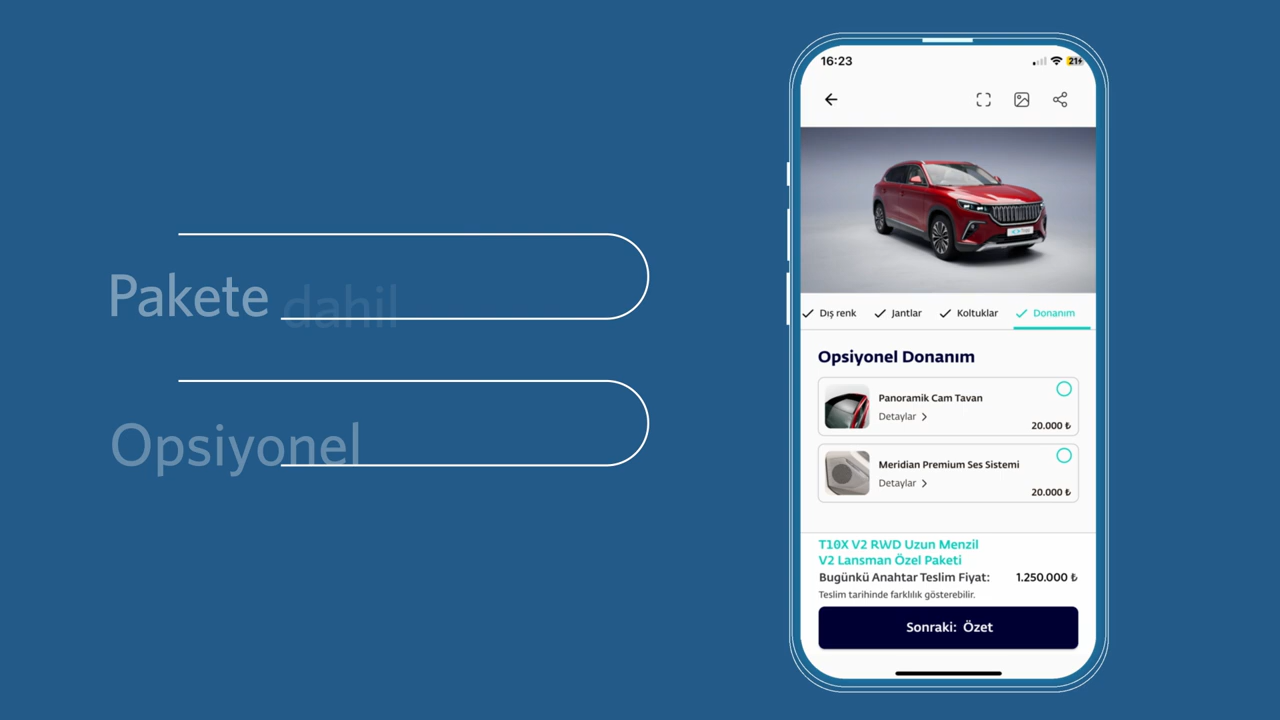 Pakete dahil
Opsiyonel
16:23
21
Dış renk
Jantlar
Koltuklar
Donanım
Opsiyonel Donanım
Panoramik Cam Tavan
Detaylar
20.000 ₺
Meridian Premium Ses Sistemi
Detaylar
20.000 ₺
T10X V2 RWD Uzun Menzil
V2 Lansman Özel Paketi
Bugünkü Anahtar Teslim Fiyat: 1.250.000 ₺
Teslim tarihinde farklılık gösterebilir.
Sonraki: Özet